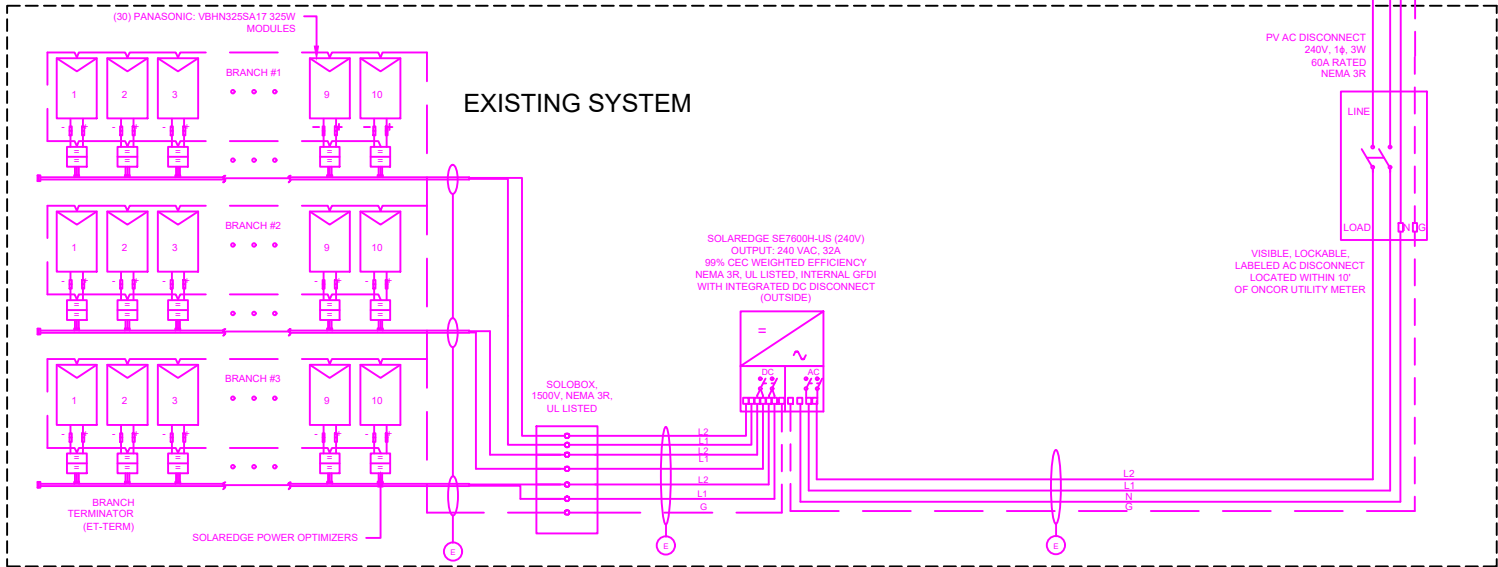 (30) PANASONIC: VBHN325SA17 325W
MODULES
PV AC DISCONNECT
240V, 1ϕ, 3W
60A RATED
NEMA 3R
LINE
LOAD
N
G
VISIBLE, LOCKABLE,
LABELED AC DISCONNECT
LOCATED WITHIN 10'
OF ONCOR UTILITY METER
EXISTING SYSTEM
BRANCH #1
1
2
3
9
10
- +
- +
- +
- +
- +
=
=
=
=
=
=
=
=
=
=
BRANCH #2
1
2
3
9
10
- +
- +
- +
- +
- +
=
=
=
=
=
=
=
=
=
=
BRANCH #3
1
2
3
9
10
- +
- +
- +
- +
- +
=
=
=
=
=
=
=
=
=
=
BRANCH
TERMINATOR
(ET-TERM)
SOLAREDGE POWER OPTIMIZERS
SOLAREDGE SE7600H-US (240V)
OUTPUT: 240 VAC, 32A
99% CEC WEIGHTED EFFICIENCY
NEMA 3R, UL LISTED, INTERNAL GFDI
WITH INTEGRATED DC DISCONNECT
(OUTSIDE)
=
DC
AC
SOLOBOX,
1500V, NEMA 3R,
UL LISTED
L2
L1
L2
L1
L2
L1
G
L2
L1
N
G
E
E
E